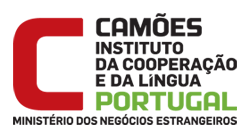 CAMÕES
INSTITUTO
DA COOPERAÇÃO
E DA LÍNGUA
PORTUGAL
MINISTÉRIO DOS NEGÓCIOS ESTRANGEIROS